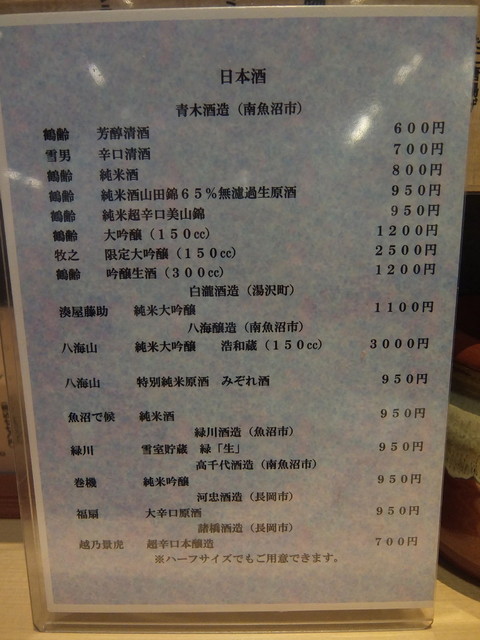 日本酒
青木酒造（南魚沼市）
鶴齢 芳醇清酒 600円
雪男 辛口清酒 700円
鶴齢 純米酒 800円
鶴齢 純米酒山田錦65%無濾過生原酒 950円
鶴齢 純米超辛口美山錦 950円
鶴齢 大吟醸（150cc） 1200円
牧之 限定大吟醸（150cc） 2500円
鶴齢 吟醸生酒（300cc） 1200円
白瀧酒造（湯沢町）
湊屋藤助 純米大吟醸 1100円
八海醸造（南魚沼市）
八海山 純米大吟醸 浩和蔵（150cc） 3000円
八海山 特別純米原酒 みぞれ酒 950円
魚沼で候 純米酒 950円
緑川酒造（魚沼市）
緑川 雪室貯蔵 緑「生」 950円
高千代酒造（南魚沼市）
巻機 純米吟醸 950円
河忠酒造（長岡市）
福扇 大辛口原酒 950円
諸橋酒造（長岡市）
越乃景虎 超辛口本醸造 700円
※ハーフサイズでもご用意できます。